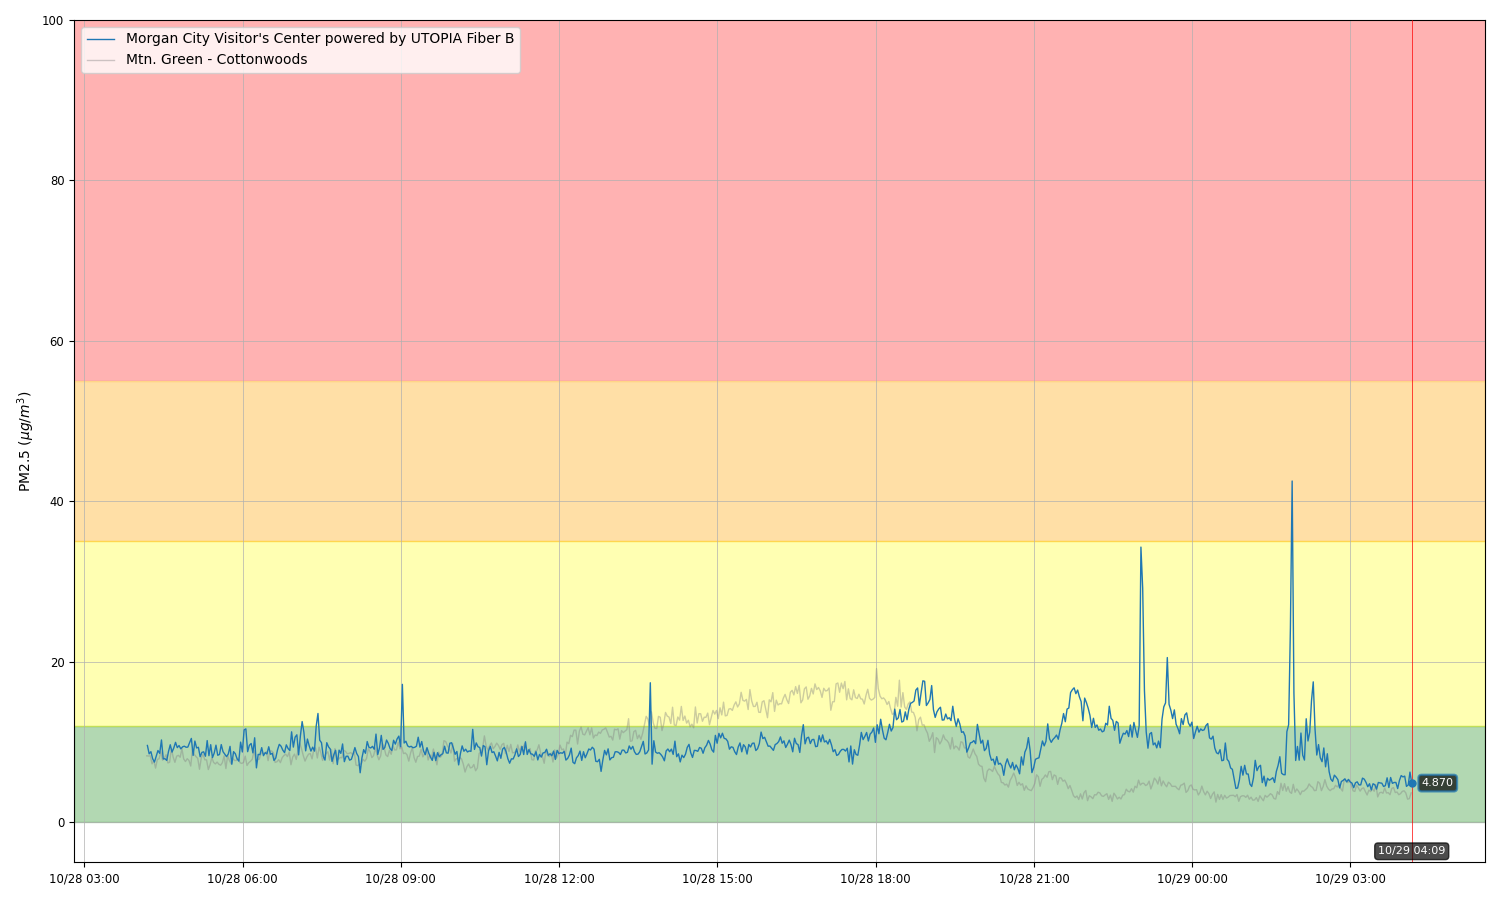 Morgan City Visitor's Center powered by UTOPIA Fiber B
Mtn. Green - Cottonwoods
100
80
60
40
20
0
PM2.5 (μg/m³)
4.870
10/29 04:09
10/28 03:00 10/28 06:00 10/28 09:00 10/28 12:00 10/28 15:00 10/28 18:00 10/28 21:00 10/29 00:00 10/29 03:00